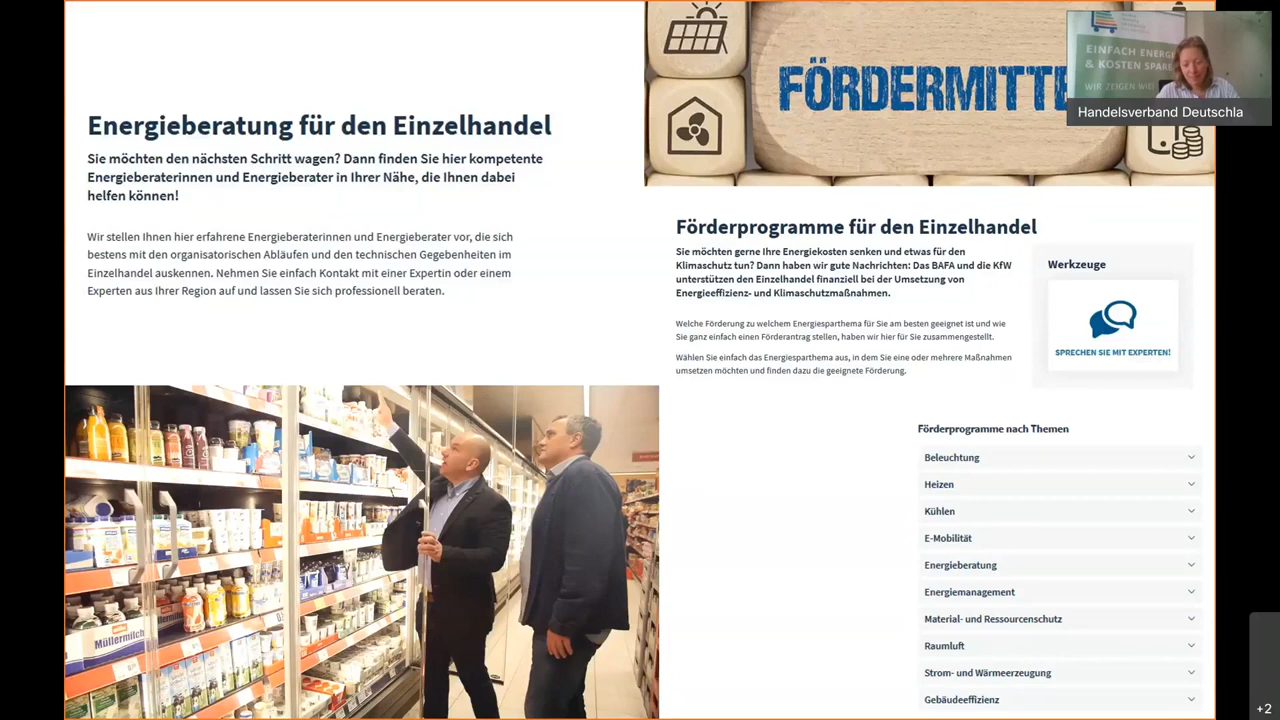 Energieberatung für den Einzelhandel
Sie möchten den nächsten Schritt wagen? Dann finden Sie hier kompetente
Energieberaterinnen und Energieberater in Ihrer Nähe, die Ihnen dabei
helfen können!
Wir stellen Ihnen hier erfahrene Energieberaterinnen und Energieberater vor, die sich
bestens mit den organisatorischen Abläufen und den technischen Gegebenheiten im
Einzelhandel auskennen. Nehmen Sie einfach Kontakt mit einer Expertin oder einem
Experten aus Ihrer Region auf und lassen Sie sich professionell beraten.
Müllermilch
FÖRDERMITTE
EINFACH ENERG
& KOSTEN SPARE
WIR ZEIGEN WIE
Handelsverband Deutschla
Förderprogramme für den Einzelhandel
Sie möchten gerne Ihre Energiekosten senken und etwas für den
Klimaschutz tun? Dann haben wir gute Nachrichten: Das BAFA und die KfW
unterstützen den Einzelhandel finanziell bei der Umsetzung von
Energieeffizienz- und Klimaschutzmaßnahmen.
Welche Förderung zu welchem Energiesparthema für Sie am besten geeignet ist und wie
Sie ganz einfach einen Förderantrag stellen, haben wir hier für Sie zusammengestellt.
Wählen Sie einfach das Energiesparthema aus, in dem Sie eine oder mehrere Maßnahmen
umsetzen möchten und finden dazu die geeignete Förderung.
Werkzeuge
SPRECHEN SIE MIT EXPERTEN!
Förderprogramme nach Themen
Beleuchtung
Heizen
Kühlen
E-Mobilität
Energieberatung
Energiemanagement
Material- und Ressourcenschutz
Raumluft
Strom- und Wärmeerzeugung
Gebäudeeffizienz
+2